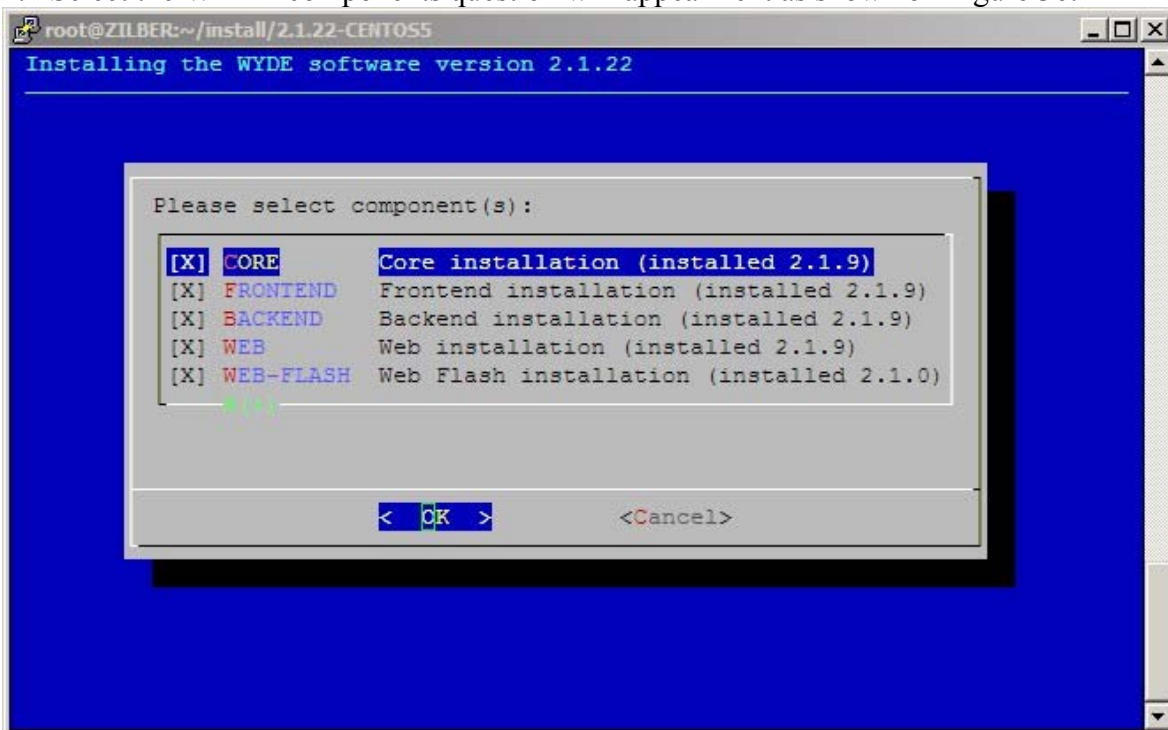 root@ZILBER:~/install/2.1.22-CENTOS5
Installing the WYDE software version 2.1.22
Please select component(s):
[X] CORE Core installation (installed 2.1.9)
[X] FRONTEND Frontend installation (installed 2.1.9)
[X] BACKEND Backend installation (installed 2.1.9)
[X] WEB Web installation (installed 2.1.9)
[X] WEB-FLASH Web Flash installation (installed 2.1.0)
< OK > <Cancel>